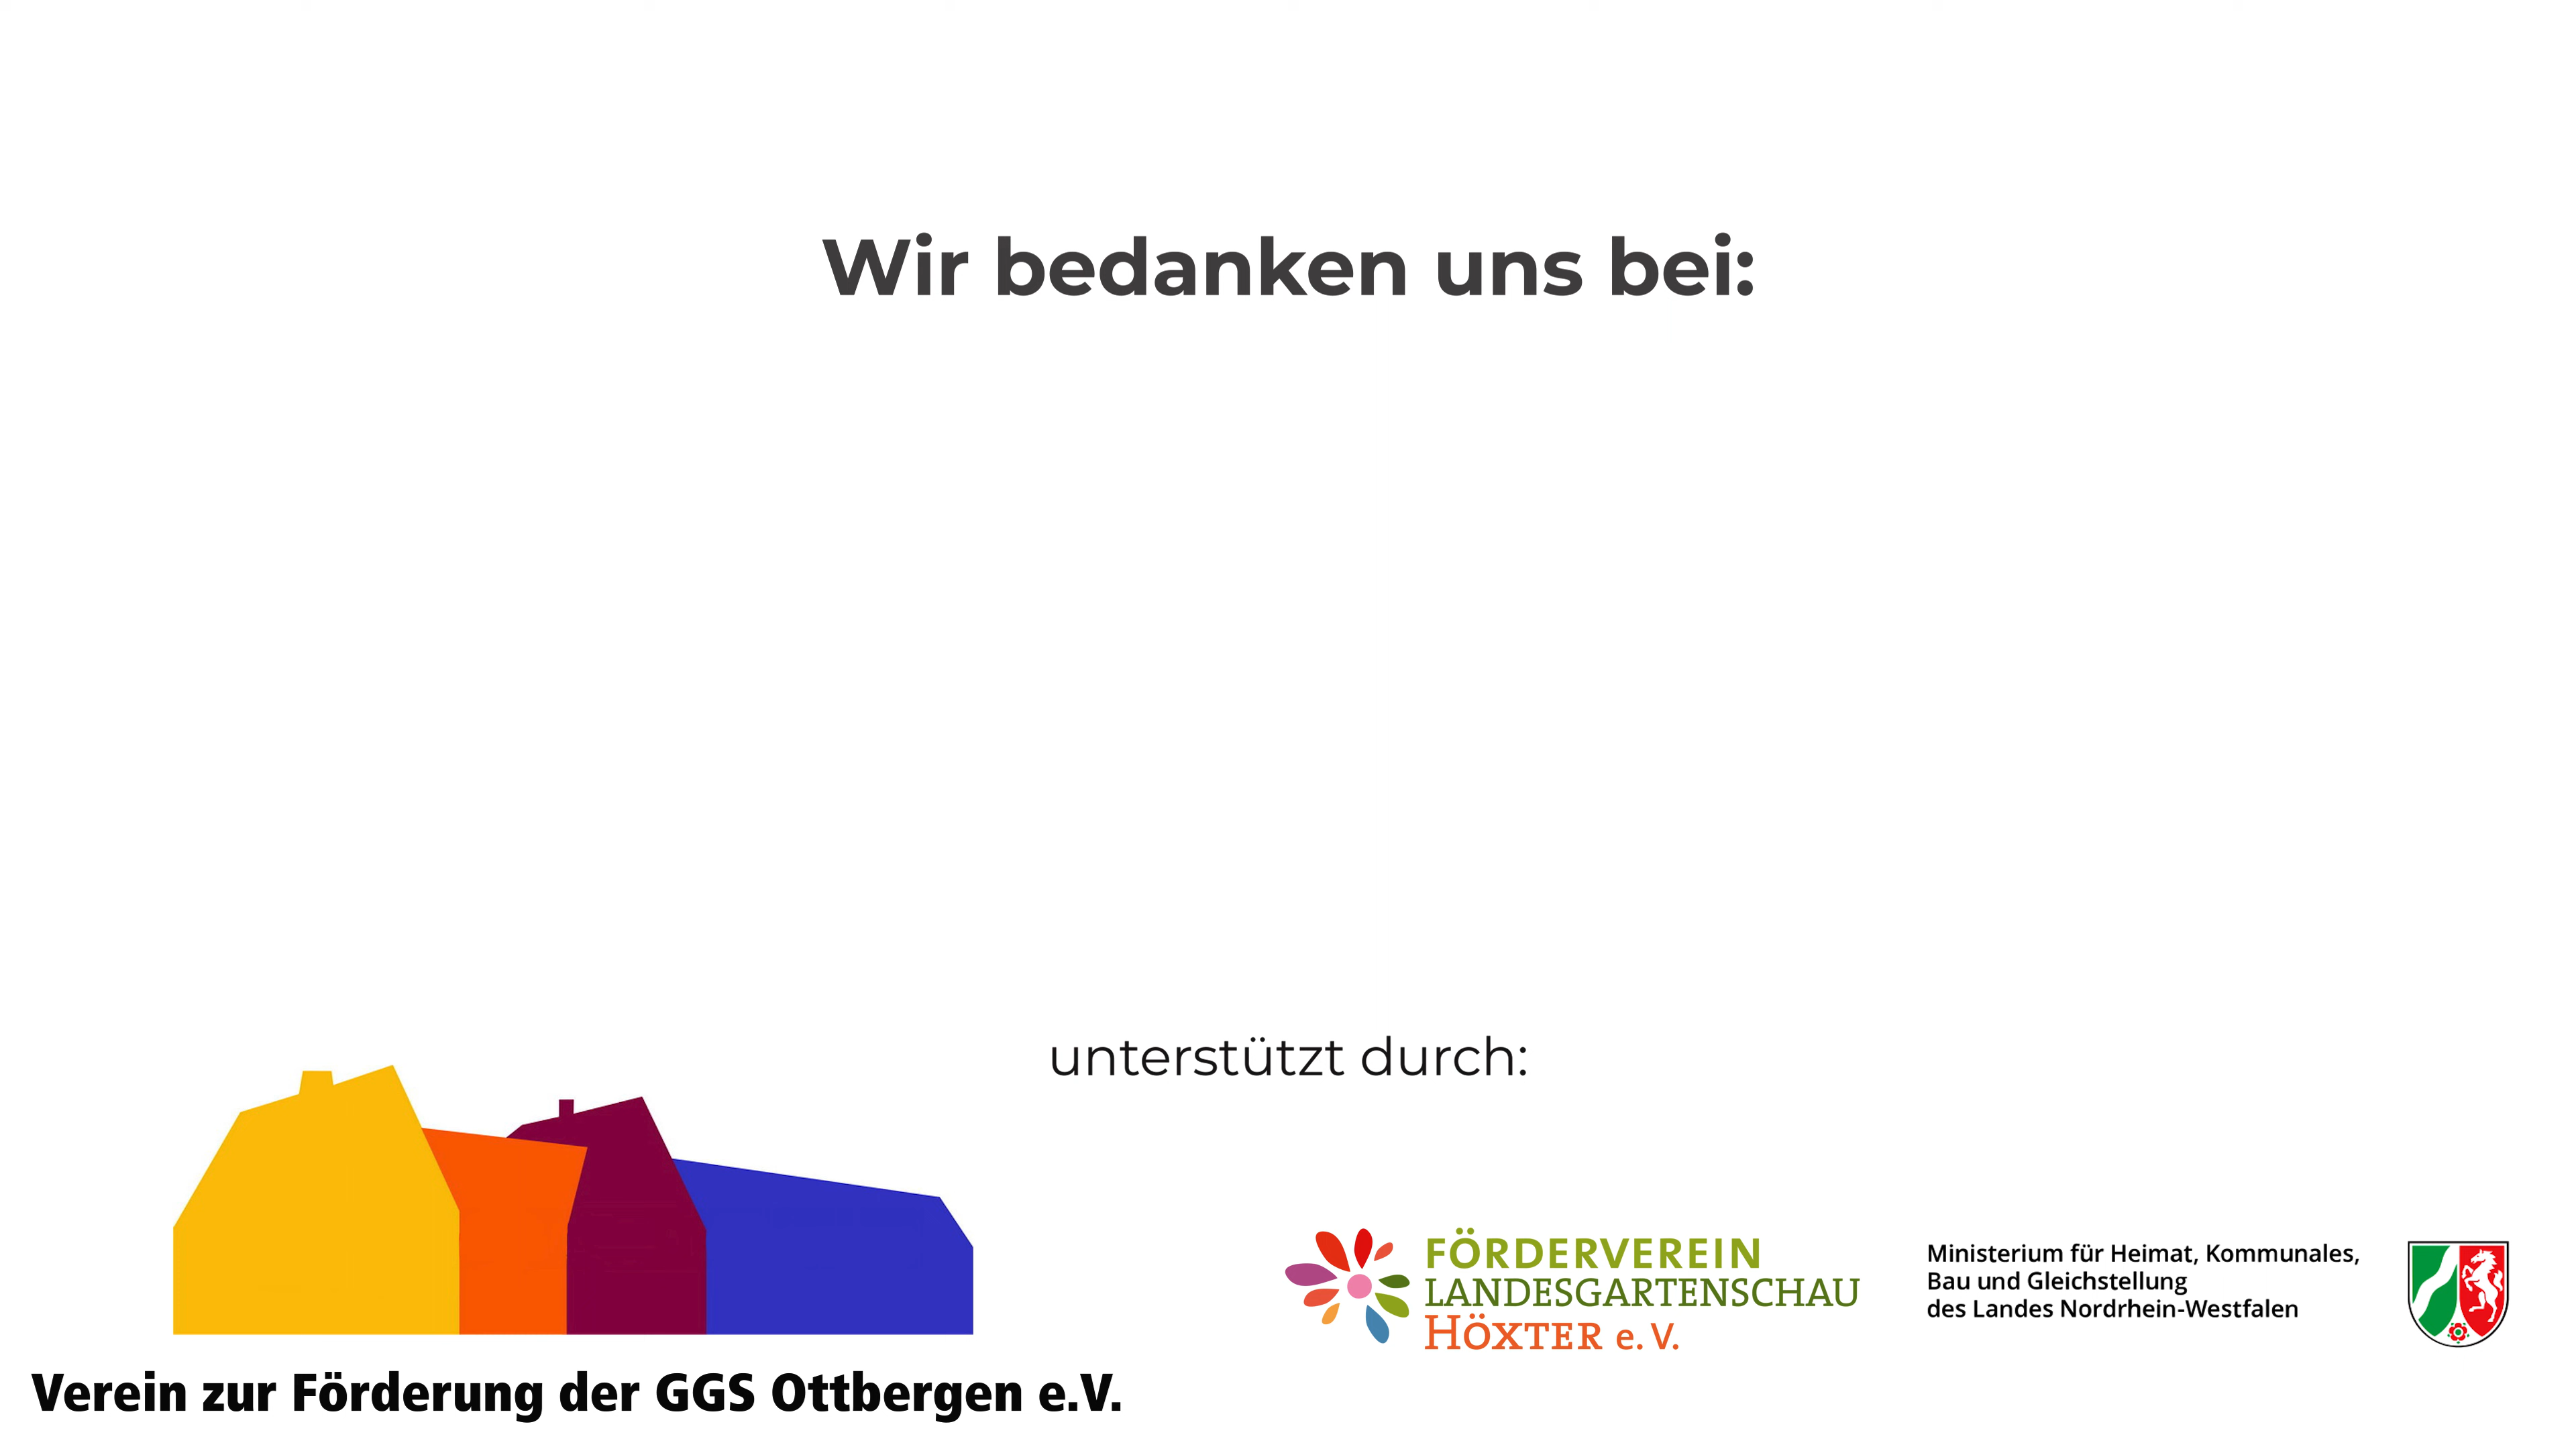 Wir bedanken uns bei:
unterstützt durch:
FÖRDERVEREIN
LANDESGARTENSCHAU
HÖXTER e. V.
Ministerium für Heimat, Kommunales,
Bau und Gleichstellung
des Landes Nordrhein-Westfalen
Verein zur Förderung der GGS Ottbergen e.V.